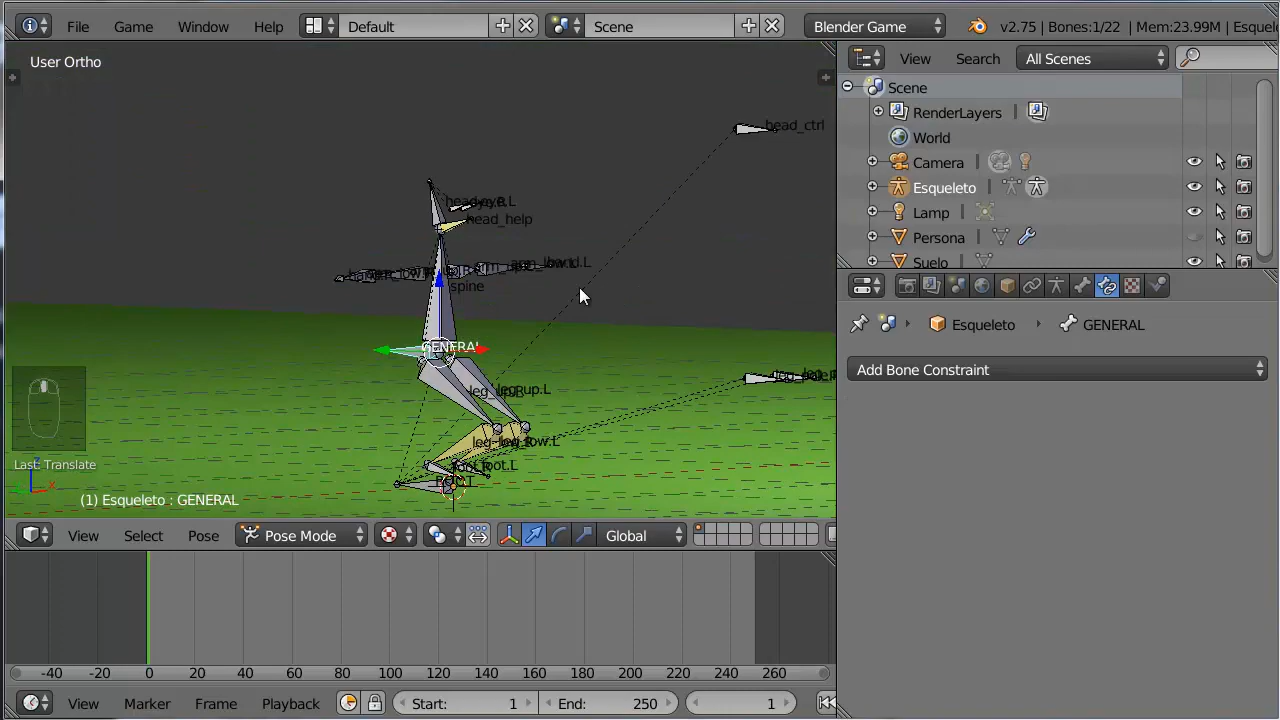 File Game Window Help Default Scene Blender Game v2.75 | Bones:1/22 | Mem:23.99M | Esquel
User Ortho
View Search All Scenes
Scene
RenderLayers
World
Camera
Esqueleto
Lamp
Persona
Suelo
head_ctrl
head_help
spine
GENERAL
leg_up.L
leg_low.L
foot.L
Last: Translate
(1) Esqueleto : GENERAL
Esqueleto GENERAL
Add Bone Constraint
View Select Pose Pose Mode Global
-40 -20 0 20 40 60 80 100 120 140 160 180 200 220 240 260
View Marker Frame Playback Start: 1 End: 250 1